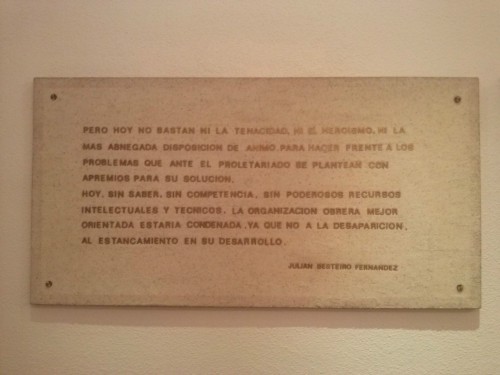 PERO HOY NO BASTAN NI LA TENACIDAD, NI EL HEROISMO, NI LA
MAS ABNEGADA DISPOSICION DE ANIMO PARA HACER FRENTE A LOS
PROBLEMAS QUE ANTE EL PROLETARIADO SE PLANTEAN CON
APREMIOS PARA SU SOLUCION.
HOY, SIN SABER, SIN COMPETENCIA, SIN PODEROSOS RECURSOS
INTELECTUALES Y TECNICOS, LA ORGANIZACION OBRERA MEJOR
ORIENTADA ESTARIA CONDENADA, YA QUE NO A LA DESAPARICION,
AL ESTANCAMIENTO EN SU DESARROLLO.
JULIAN BESTEIRO FERNANDEZ